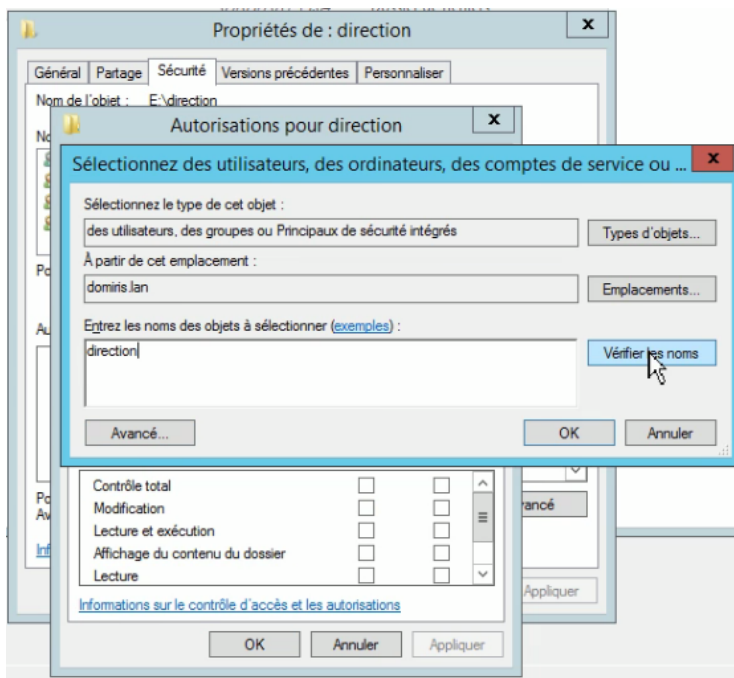 Propriétés de : direction
x
Général Partage Sécurité Versions précédentes Personnaliser
Nom de l'objet : E:\direction
Autorisations pour direction
x
Sélectionnez des utilisateurs, des ordinateurs, des comptes de service ou ...
x
Sélectionnez le type de cet objet :
des utilisateurs, des groupes ou Principaux de sécurité intégrés
Types d'objets...
À partir de cet emplacement :
domiris.lan
Emplacements...
Entrez les noms des objets à sélectionner (exemples) :
direction
Vérifier les noms
Avancé...
OK
Annuler
Contrôle total
Modification
Lecture et exécution
Affichage du contenu du dossier
Lecture
Informations sur le contrôle d'accès et les autorisations
Appliquer
OK
Annuler
Appliquer